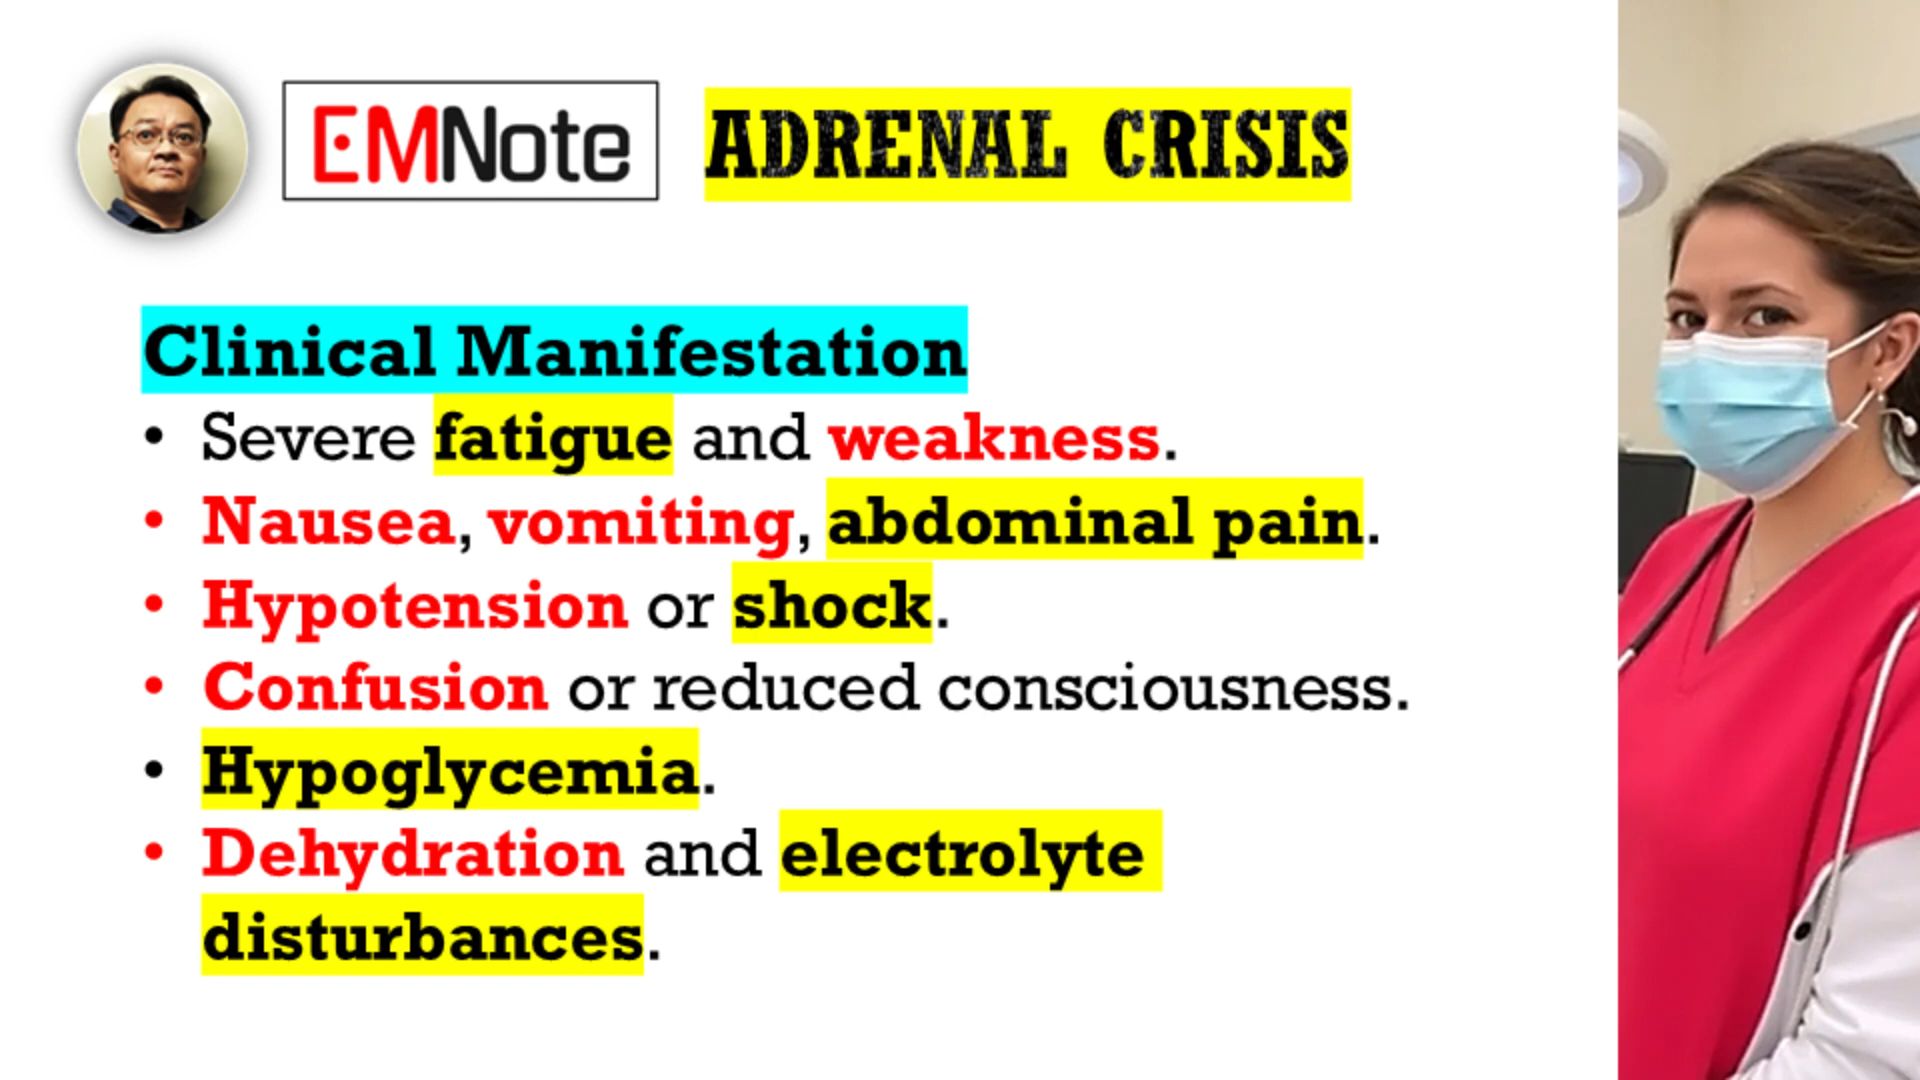 EMNote
ADRENAL CRISIS
Clinical Manifestation
• Severe fatigue and weakness.
• Nausea, vomiting, abdominal pain.
• Hypotension or shock.
• Confusion or reduced consciousness.
• Hypoglycemia.
• Dehydration and electrolyte
disturbances.